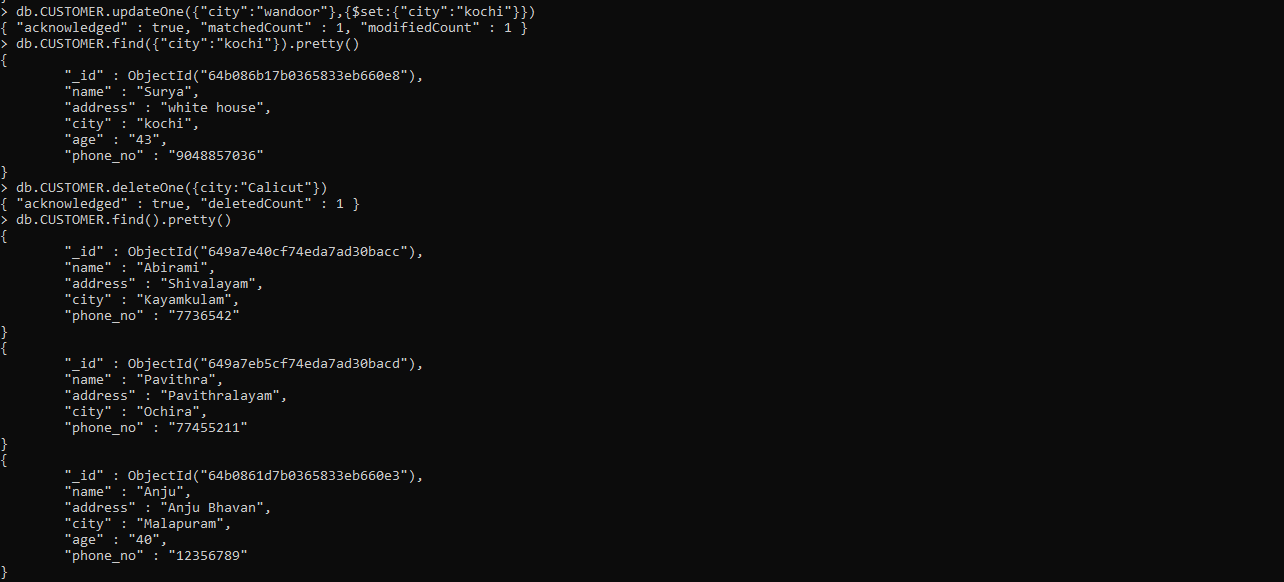 > db.CUSTOMER.updateOne({"city":"wandoor"},{$set:{"city":"kochi"}})
{ "acknowledged" : true, "matchedCount" : 1, "modifiedCount" : 1 }
> db.CUSTOMER.find({"city":"kochi"}).pretty()
{
        "_id" : ObjectId("64b086b17b0365833eb660e8"),
        "name" : "Surya",
        "address" : "white house",
        "city" : "kochi",
        "age" : "43",
        "phone_no" : "9048857036"
}
> db.CUSTOMER.deleteOne({city:"Calicut"})
{ "acknowledged" : true, "deletedCount" : 1 }
> db.CUSTOMER.find().pretty()
{
        "_id" : ObjectId("649a7e40cf74eda7ad30bacc"),
        "name" : "Abirami",
        "address" : "Shivalayam",
        "city" : "Kayamkulam",
        "phone_no" : "7736542"
}
{
        "_id" : ObjectId("649a7eb5cf74eda7ad30bacd"),
        "name" : "Pavithra",
        "address" : "Pavithralayam",
        "city" : "Ochira",
        "phone_no" : "77455211"
}
{
        "_id" : ObjectId("64b0861d7b0365833eb660e3"),
        "name" : "Anju",
        "address" : "Anju Bhavan",
        "city" : "Malapuram",
        "age" : "40",
        "phone_no" : "12356789"
}